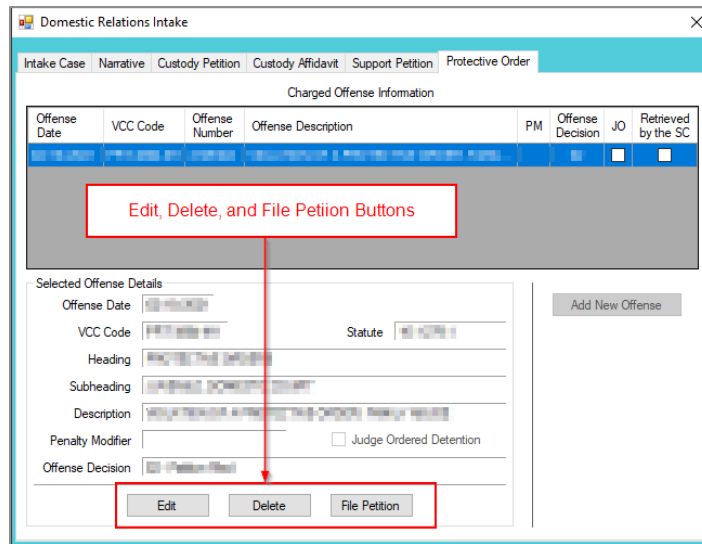 Domestic Relations Intake
Intake Case Narrative Custody Petition Custody Affidavit Support Petition Protective Order
Charged Offense Information
Offense Date VCC Code Offense Number Offense Description PM Offense Decision JO Retrieved by the SC
Edit, Delete, and File Petiion Buttons
Selected Offense Details
Offense Date
Add New Offense
VCC Code Statute
Heading
Subheading
Description
Penalty Modifier Judge Ordered Detention
Offense Decision
Edit Delete File Petition